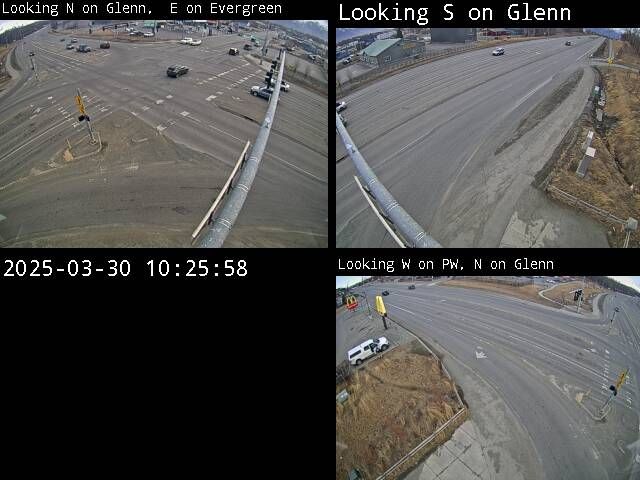 Looking N on Glenn,  E on Evergreen
Looking S on Glenn
2025-03-30 10:25:58
Looking W on PW, N on Glenn